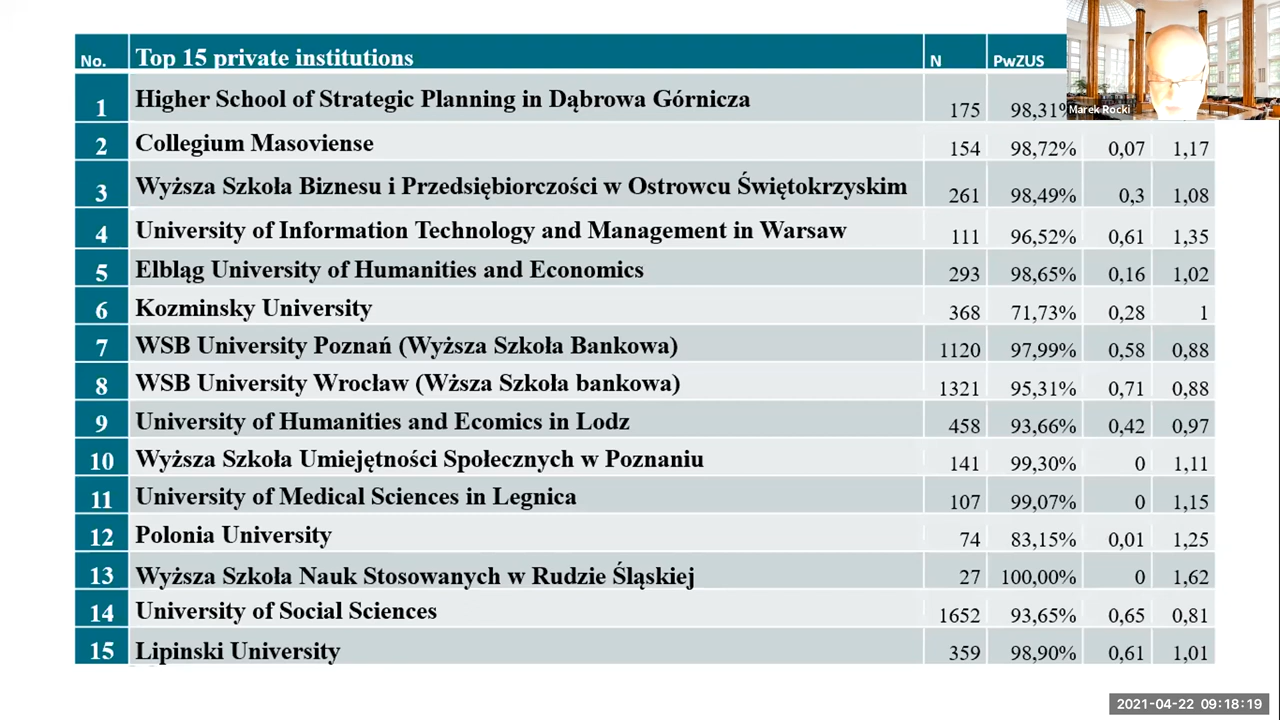 No. Top 15 private institutions N PwZUS
1 Higher School of Strategic Planning in Dąbrowa Górnicza 175 98,31%
Marek Rocki
2 Collegium Masoviense 154 98,72% 0,07 1,17
3 Wyższa Szkoła Biznesu i Przedsiębiorczości w Ostrowcu Świętokrzyskim 261 98,49% 0,3 1,08
4 University of Information Technology and Management in Warsaw 111 96,52% 0,61 1,35
5 Elbląg University of Humanities and Economics 293 98,65% 0,16 1,02
6 Kozminsky University 368 71,73% 0,28 1
7 WSB University Poznań (Wyższa Szkoła Bankowa) 1120 97,99% 0,58 0,88
8 WSB University Wrocław (Wższa Szkoła bankowa) 1321 95,31% 0,71 0,88
9 University of Humanities and Ecomics in Lodz 458 93,66% 0,42 0,97
10 Wyższa Szkoła Umiejętności Społecznych w Poznaniu 141 99,30% 0 1,11
11 University of Medical Sciences in Legnica 107 99,07% 0 1,15
12 Polonia University 74 83,15% 0,01 1,25
13 Wyższa Szkoła Nauk Stosowanych w Rudzie Śląskiej 27 100,00% 0 1,62
14 University of Social Sciences 1652 93,65% 0,65 0,81
15 Lipinski University 359 98,90% 0,61 1,01
2021-04-22 09:18:19